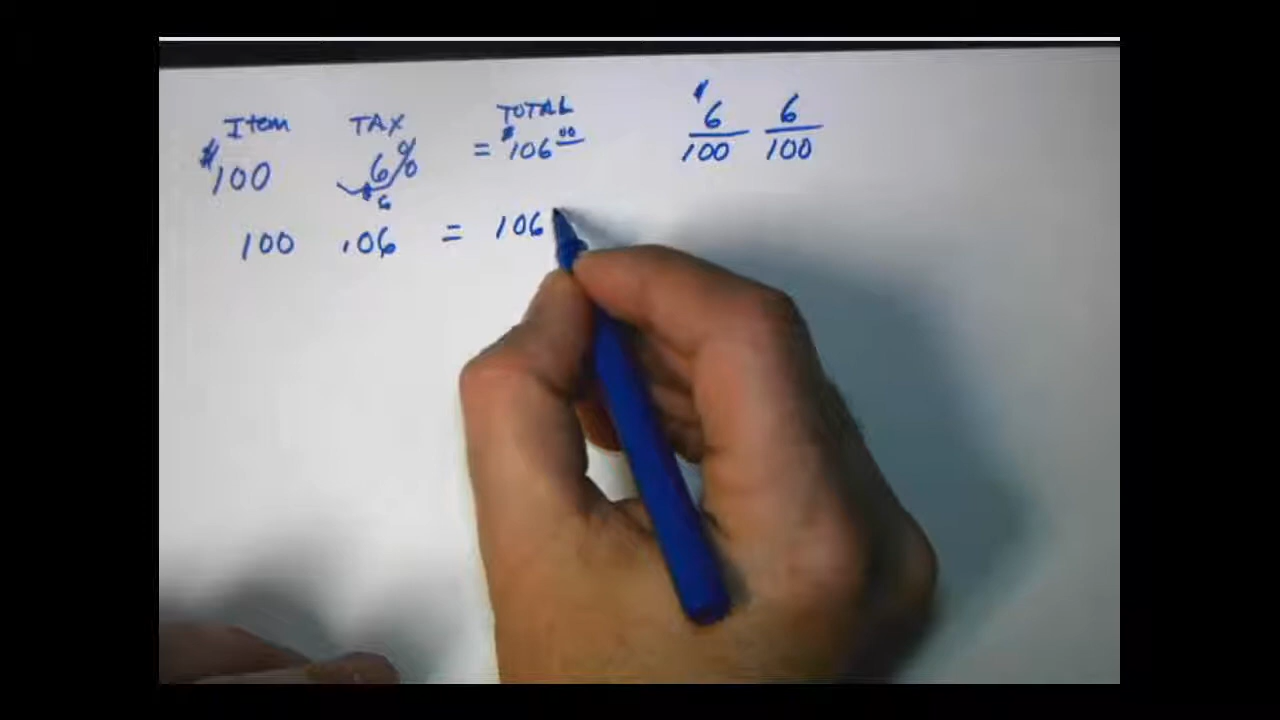 Item TAX TOTAL
$100 6% = $106 00
$6
100 .06 = 106
$6 6
100 100